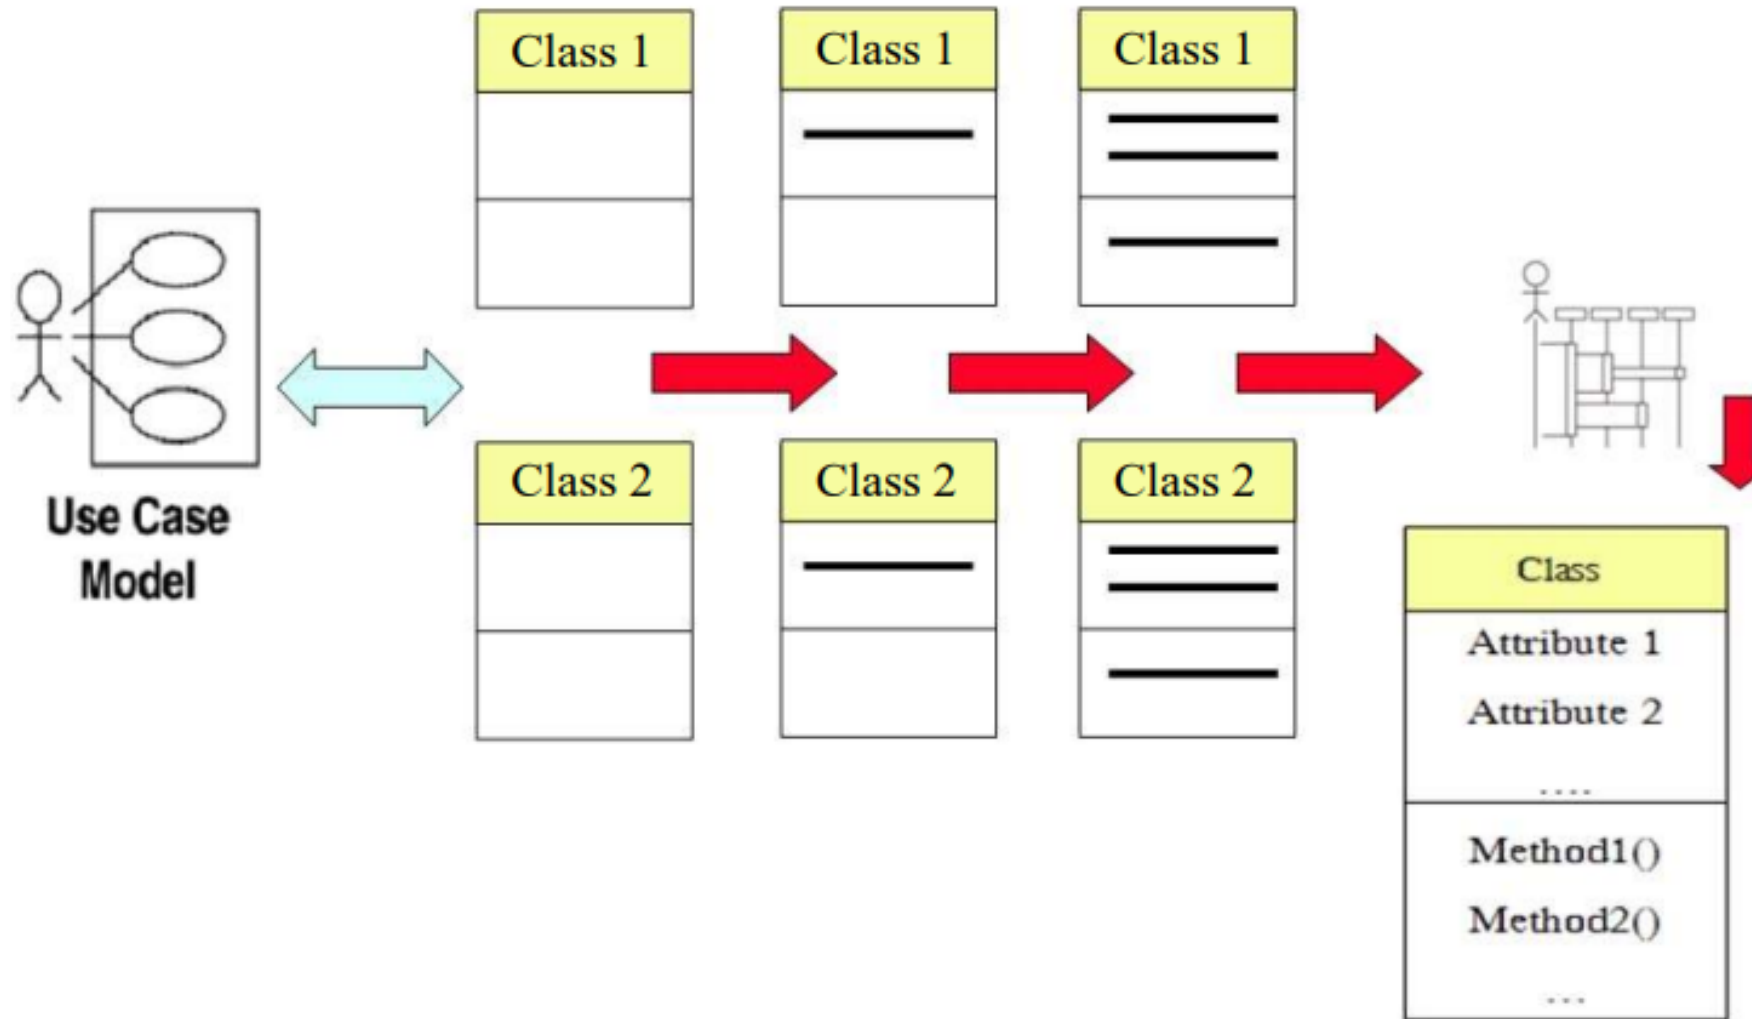 Class 1
Class 1
Class 1
Use Case
Model
Class 2
Class 2
Class 2
Class
Attribute 1
Attribute 2
....
Method1()
Method2()
...